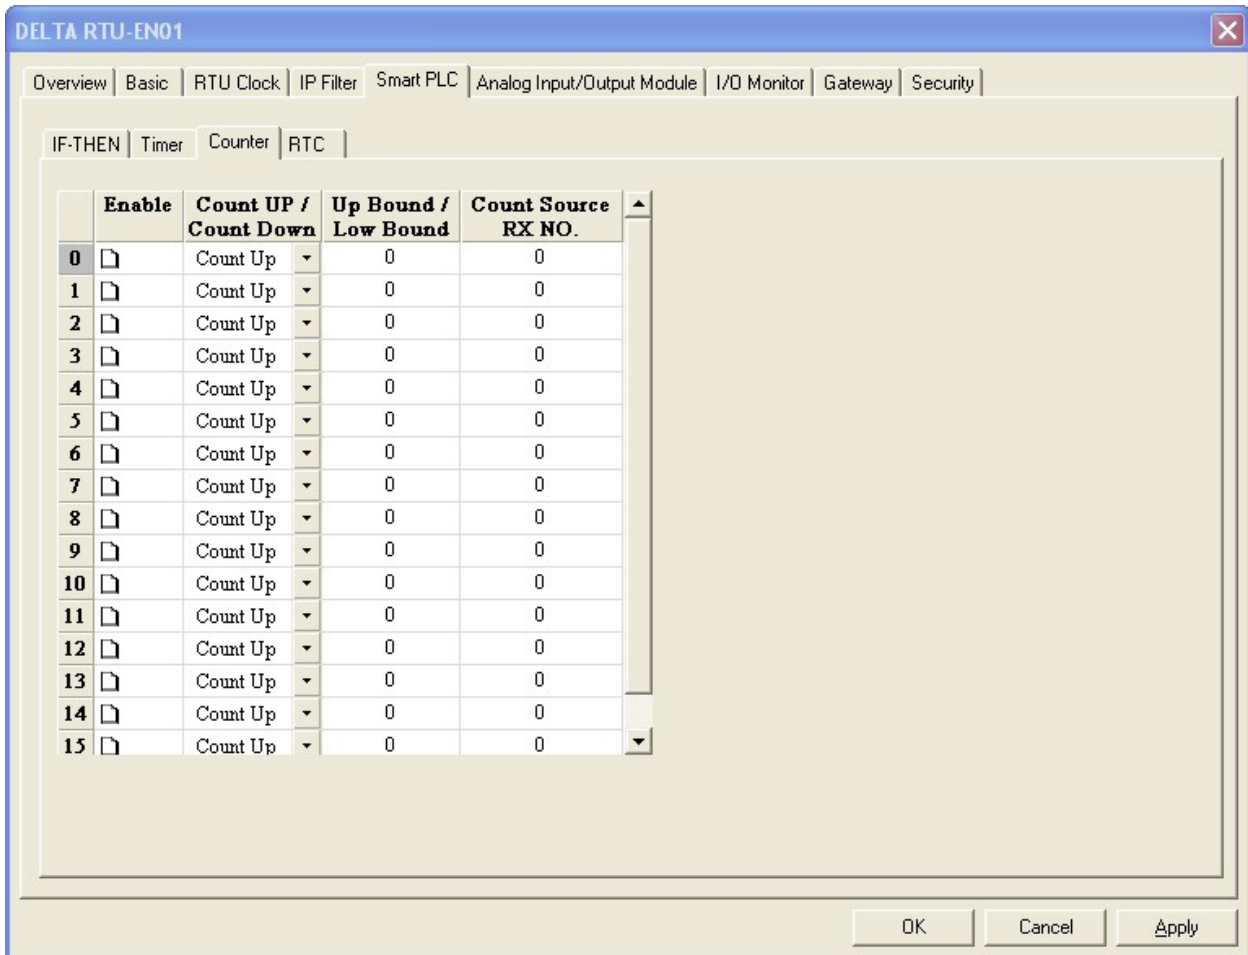 DELTA RTU-EN01
Overview Basic RTU Clock IP Filter Smart PLC Analog Input/Output Module I/O Monitor Gateway Security
IF-THEN Timer Counter RTC
Enable Count UP / Up Bound / Count Source
Count Down Low Bound RX NO.
0 Count Up 0 0
1 Count Up 0 0
2 Count Up 0 0
3 Count Up 0 0
4 Count Up 0 0
5 Count Up 0 0
6 Count Up 0 0
7 Count Up 0 0
8 Count Up 0 0
9 Count Up 0 0
10 Count Up 0 0
11 Count Up 0 0
12 Count Up 0 0
13 Count Up 0 0
14 Count Up 0 0
15 Count Up 0 0
OK Cancel Apply